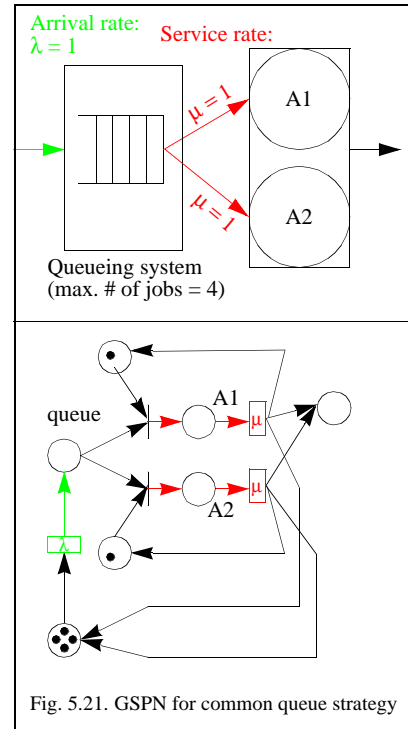 Arrival rate:
λ = 1
Service rate:
μ = 1
A1
μ = 1
A2
Queueing system
(max. # of jobs = 4)
queue
A1
μ
μ
A2
λ
Fig. 5.21. GSPN for common queue strategy